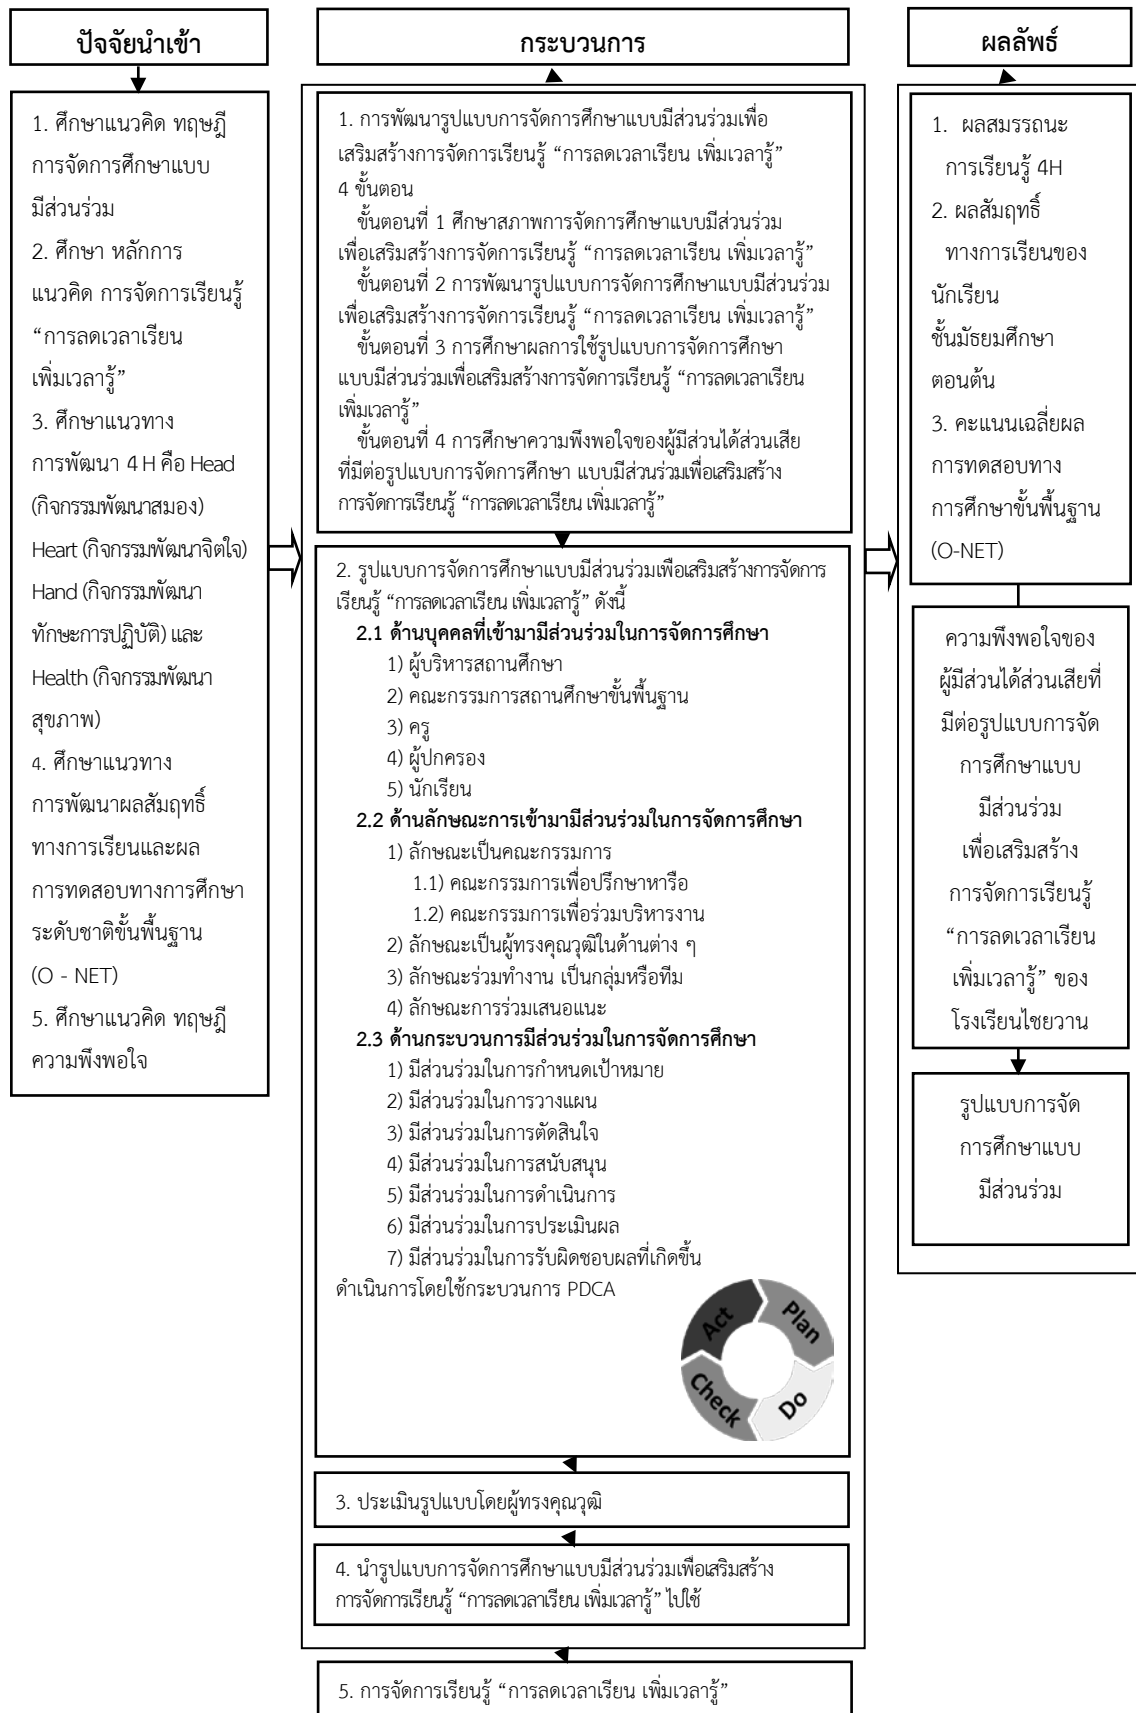 ปัจจัยนำเข้า
1. ศึกษาแนวคิด ทฤษฎี
การจัดการศึกษาแบบ
มีส่วนร่วม
2. ศึกษา หลักการ
แนวคิด การจัดการเรียนรู้
“การลดเวลาเรียน
เพิ่มเวลารู้”
3. ศึกษาแนวทาง
การพัฒนา 4 H คือ Head
(กิจกรรมพัฒนาสมอง)
Heart (กิจกรรมพัฒนาจิตใจ)
Hand (กิจกรรมพัฒนา
ทักษะการปฏิบัติ) และ
Health (กิจกรรมพัฒนา
สุขภาพ)
4. ศึกษาแนวทาง
การพัฒนาผลสัมฤทธิ์
ทางการเรียนและผล
การทดสอบทางการศึกษา
ระดับชาติขั้นพื้นฐาน
(O - NET)
5. ศึกษาแนวคิด ทฤษฎี
ความพึงพอใจ
กระบวนการ
1. การพัฒนารูปแบบการจัดการศึกษาแบบมีส่วนร่วมเพื่อ
เสริมสร้างการจัดการเรียนรู้ “การลดเวลาเรียน เพิ่มเวลารู้”
4 ขั้นตอน
ขั้นตอนที่ 1 ศึกษาสภาพการจัดการศึกษาแบบมีส่วนร่วม
เพื่อเสริมสร้างการจัดการเรียนรู้ “การลดเวลาเรียน เพิ่มเวลารู้”
ขั้นตอนที่ 2 การพัฒนารูปแบบการจัดการศึกษาแบบมีส่วนร่วม
เพื่อเสริมสร้างการจัดการเรียนรู้ “การลดเวลาเรียน เพิ่มเวลารู้”
ขั้นตอนที่ 3 การศึกษาผลการใช้รูปแบบการจัดการศึกษา
แบบมีส่วนร่วมเพื่อเสริมสร้างการจัดการเรียนรู้ “การลดเวลาเรียน
เพิ่มเวลารู้”
ขั้นตอนที่ 4 การศึกษาความพึงพอใจของผู้มีส่วนได้ส่วนเสีย
ที่มีต่อรูปแบบการจัดการศึกษา แบบมีส่วนร่วมเพื่อเสริมสร้าง
การจัดการเรียนรู้ “การลดเวลาเรียน เพิ่มเวลารู้”
2. รูปแบบการจัดการศึกษาแบบมีส่วนร่วมเพื่อเสริมสร้างการจัดการ
เรียนรู้ “การลดเวลาเรียน เพิ่มเวลารู้” ดังนี้
2.1 ด้านบุคคลที่เข้ามามีส่วนร่วมในการจัดการศึกษา
1) ผู้บริหารสถานศึกษา
2) คณะกรรมการสถานศึกษาขั้นพื้นฐาน
3) ครู
4) ผู้ปกครอง
5) นักเรียน
2.2 ด้านลักษณะการเข้ามามีส่วนร่วมในการจัดการศึกษา
1) ลักษณะเป็นคณะกรรมการ
1.1) คณะกรรมการเพื่อปรึกษาหารือ
1.2) คณะกรรมการเพื่อร่วมบริหารงาน
2) ลักษณะเป็นผู้ทรงคุณวุฒิในด้านต่าง ๆ
3) ลักษณะร่วมทำงาน เป็นกลุ่มหรือทีม
4) ลักษณะการร่วมเสนอแนะ
2.3 ด้านกระบวนการมีส่วนร่วมในการจัดการศึกษา
1) มีส่วนร่วมในการกำหนดเป้าหมาย
2) มีส่วนร่วมในการวางแผน
3) มีส่วนร่วมในการตัดสินใจ
4) มีส่วนร่วมในการสนับสนุน
5) มีส่วนร่วมในการดำเนินการ
6) มีส่วนร่วมในการประเมินผล
7) มีส่วนร่วมในการรับผิดชอบผลที่เกิดขึ้น
ดำเนินการโดยใช้กระบวนการ PDCA
Act
Plan
Check
Do
3. ประเมินรูปแบบโดยผู้ทรงคุณวุฒิ
4. นำรูปแบบการจัดการศึกษาแบบมีส่วนร่วมเพื่อเสริมสร้าง
การจัดการเรียนรู้ “การลดเวลาเรียน เพิ่มเวลารู้” ไปใช้
5. การจัดการเรียนรู้ “การลดเวลาเรียน เพิ่มเวลารู้”
ผลลัพธ์
1. ผลสมรรถนะ
การเรียนรู้ 4H
2. ผลสัมฤทธิ์
ทางการเรียนของ
นักเรียน
ชั้นมัธยมศึกษา
ตอนต้น
3. คะแนนเฉลี่ยผล
การทดสอบทาง
การศึกษาขั้นพื้นฐาน
(O-NET)
ความพึงพอใจของ
ผู้มีส่วนได้ส่วนเสียที่
มีต่อรูปแบบการจัด
การศึกษาแบบ
มีส่วนร่วม
เพื่อเสริมสร้าง
การจัดการเรียนรู้
“การลดเวลาเรียน
เพิ่มเวลารู้” ของ
โรงเรียนไชยวาน
รูปแบบการจัด
การศึกษาแบบ
มีส่วนร่วม